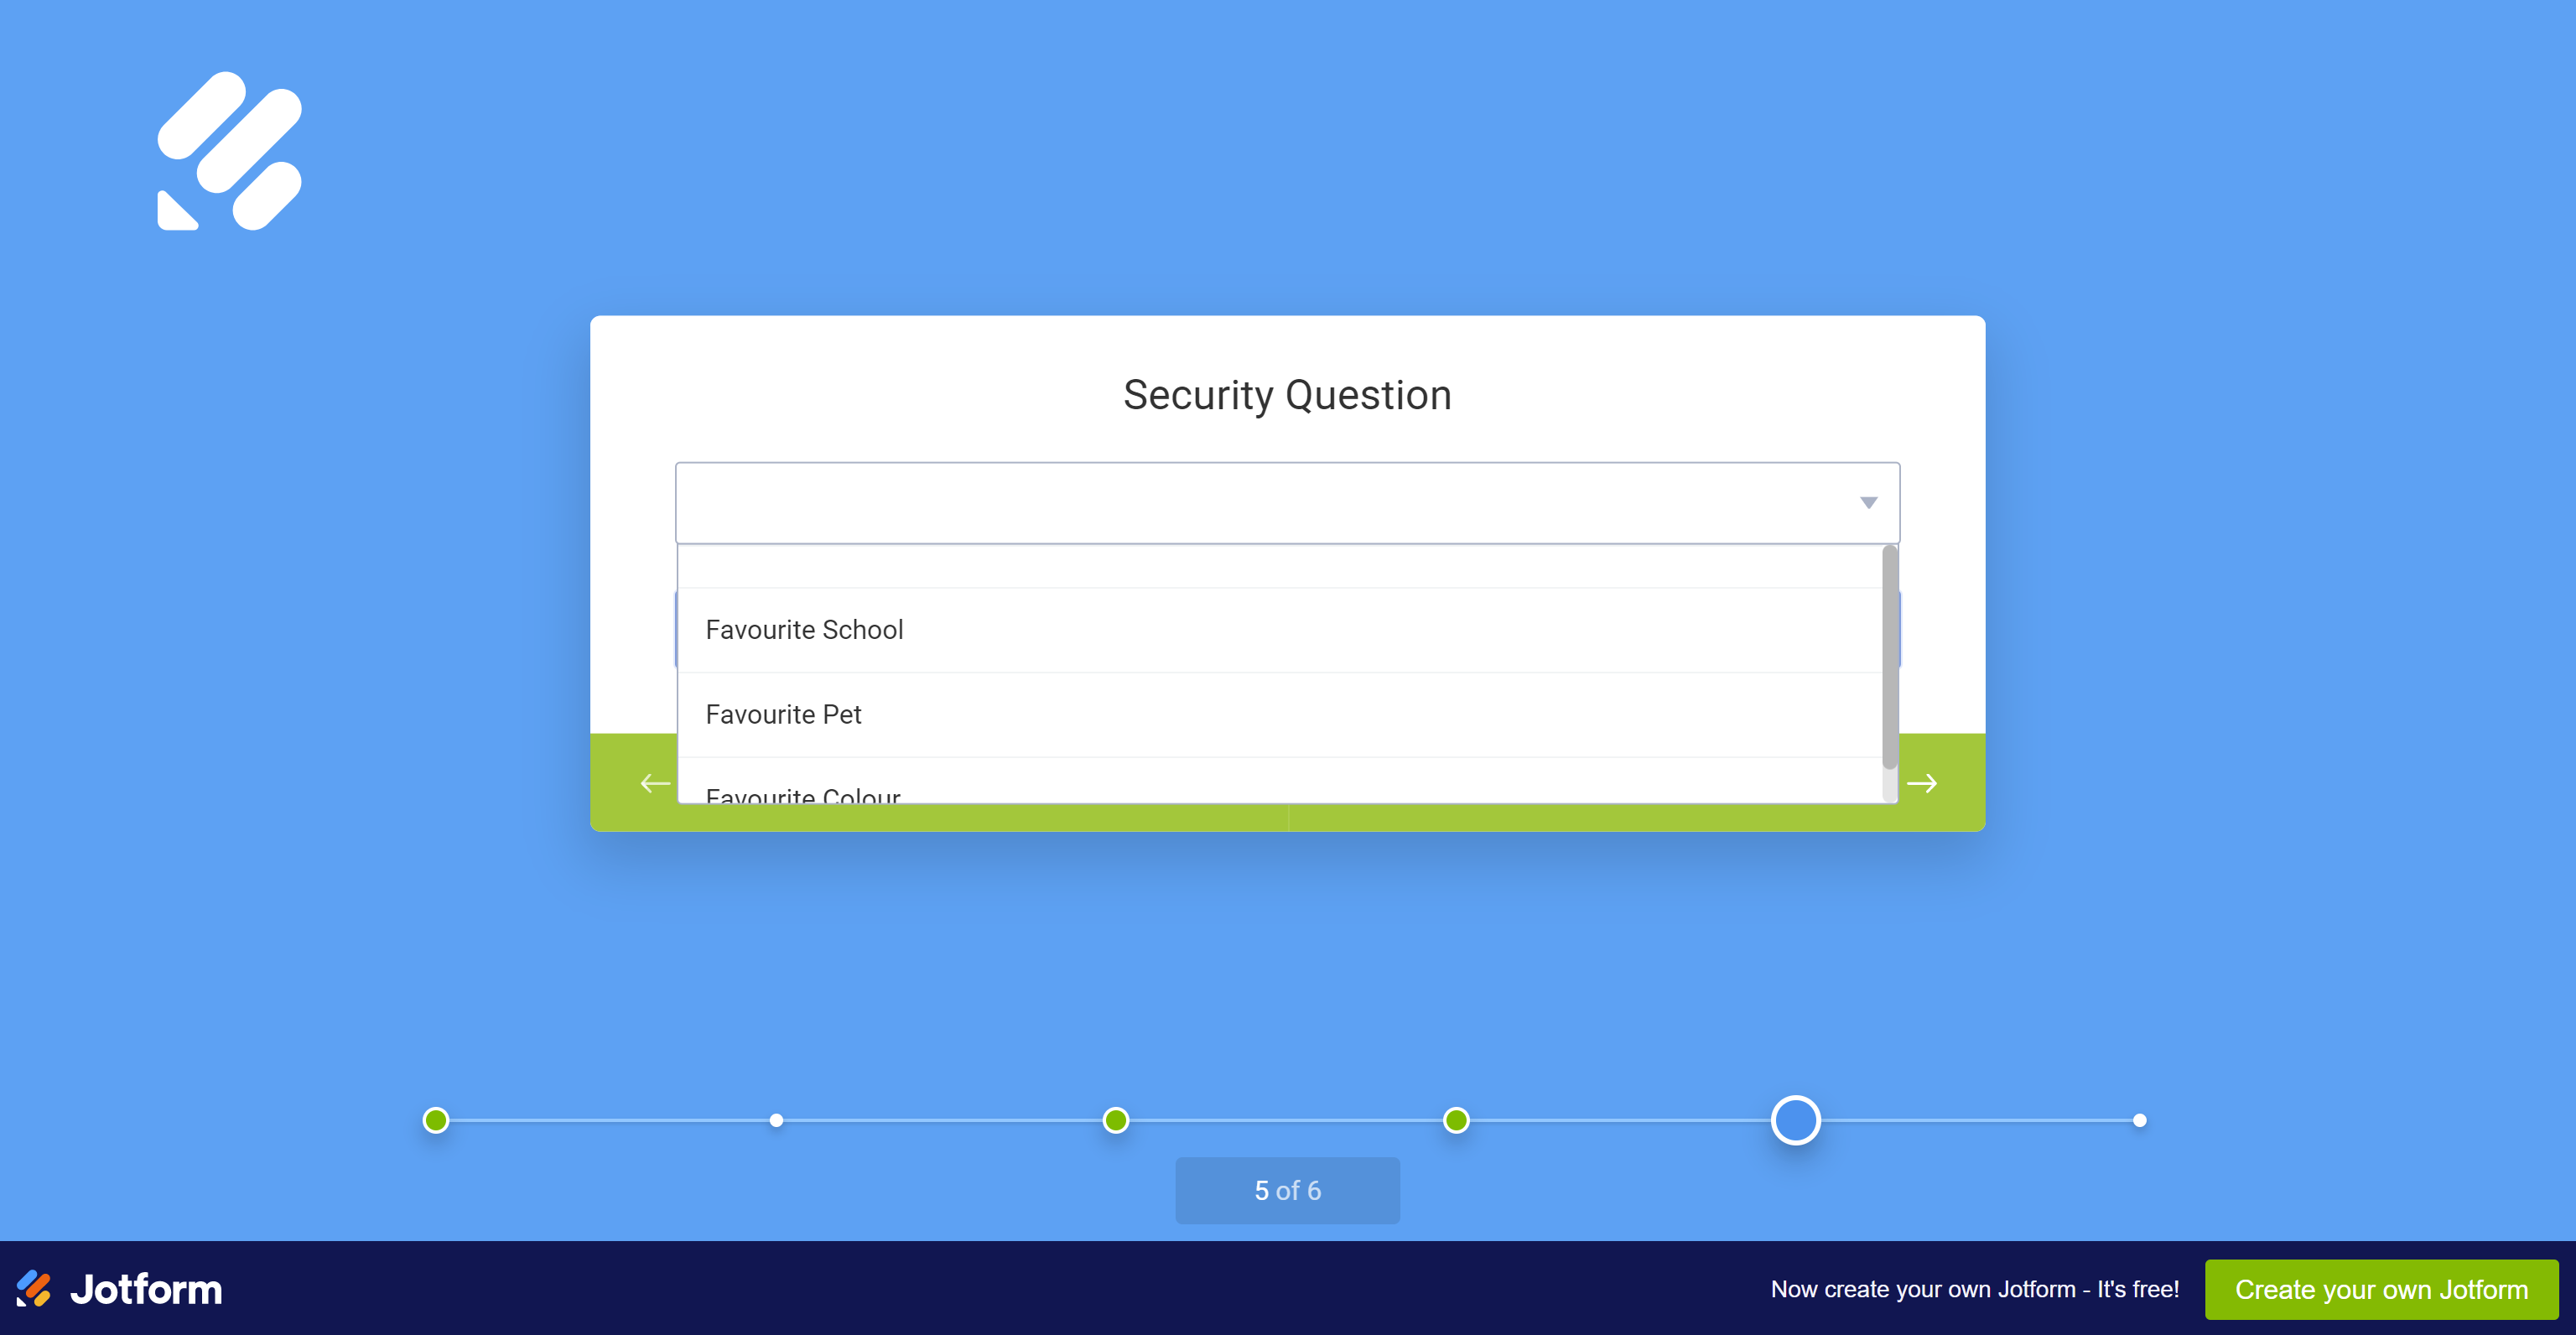 Security Question
Favourite School
Favourite Pet
Favourite Colour
5 of 6
Jotform
Now create your own Jotform - It's free!
Create your own Jotform